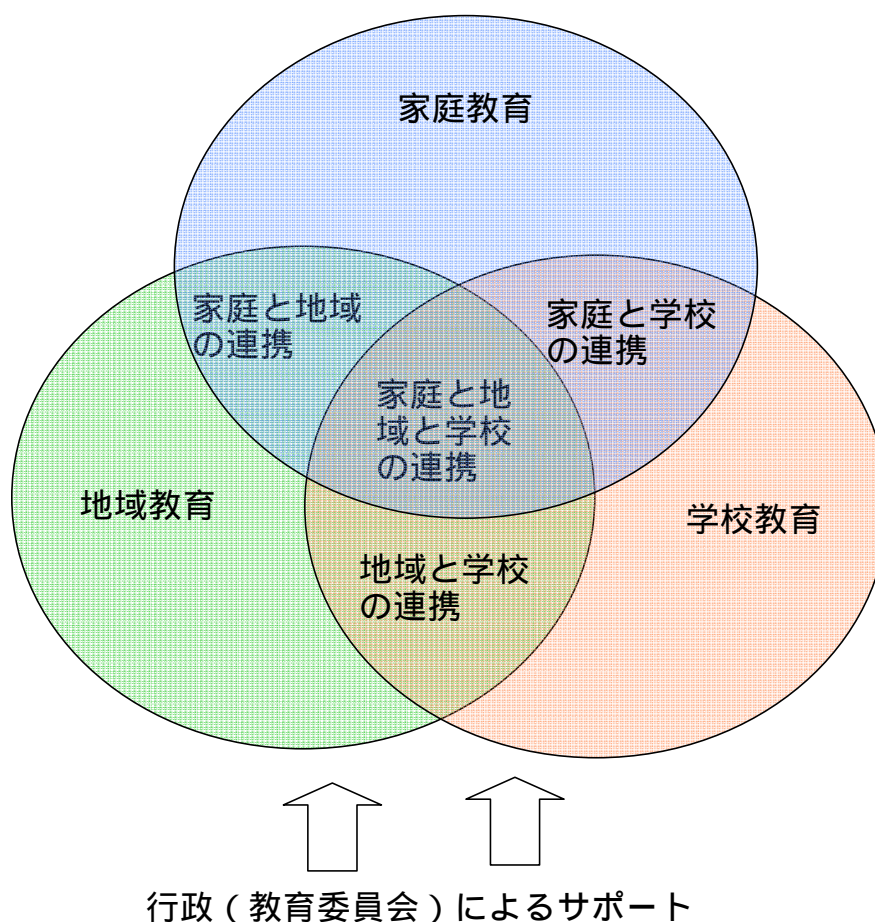 家庭教育
家庭と地域
の連携
家庭と学校
の連携
家庭と地
域と学校
の連携
地域教育
学校教育
地域と学校
の連携
行政(教育委員会)によるサポート